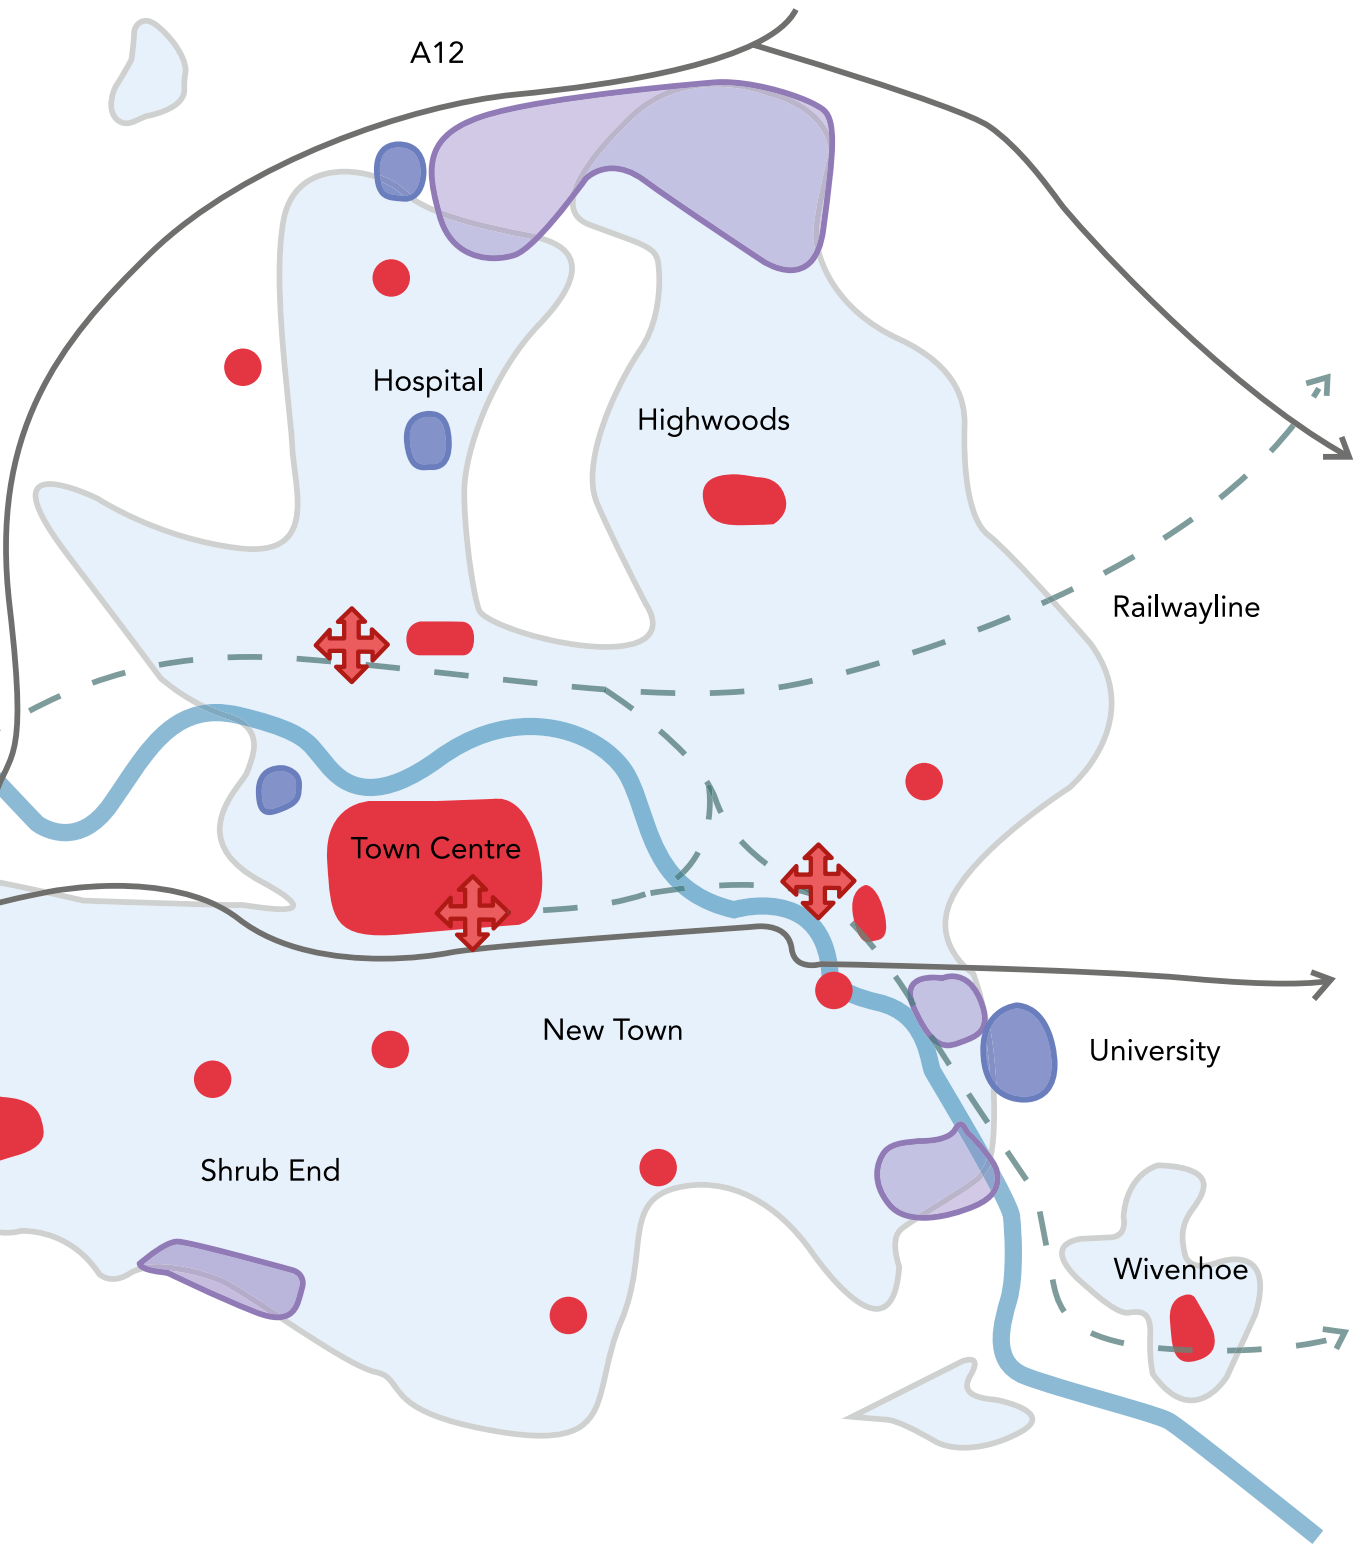 A12
Hospital
Highwoods
Railwayline
Town Centre
New Town
University
Shrub End
Wivenhoe